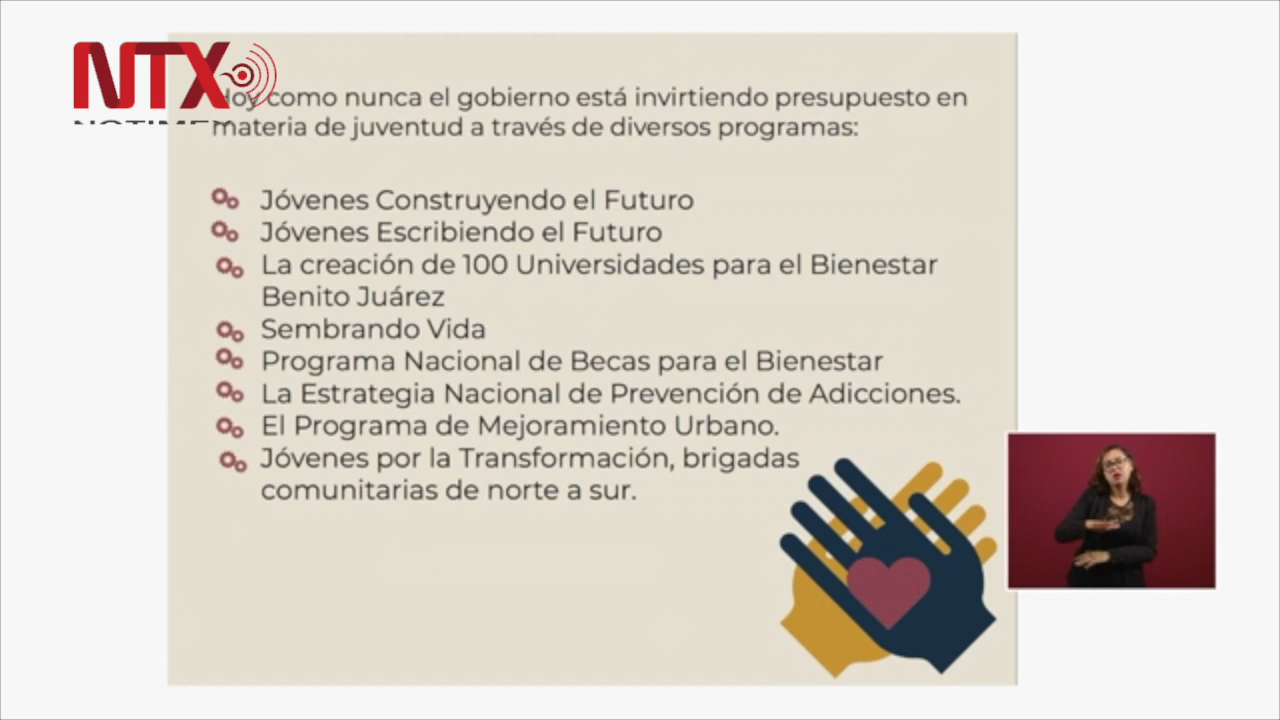 NTX
Hoy como nunca el gobierno está invirtiendo presupuesto en
materia de juventud a través de diversos programas:
Jóvenes Construyendo el Futuro
Jóvenes Escribiendo el Futuro
La creación de 100 Universidades para el Bienestar
Benito Juárez
Sembrando Vida
Programa Nacional de Becas para el Bienestar
La Estrategia Nacional de Prevención de Adicciones.
El Programa de Mejoramiento Urbano.
Jóvenes por la Transformación, brigadas
comunitarias de norte a sur.